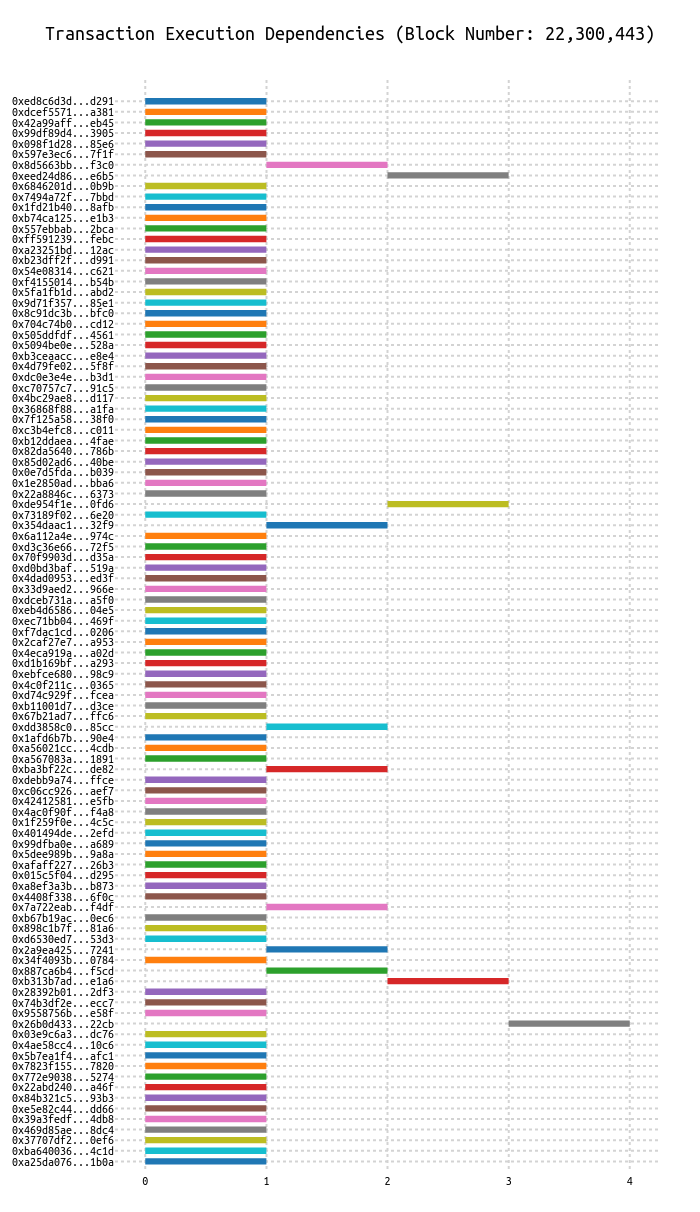 Transaction Execution Dependencies (Block Number: 22,300,443)
0xed8c6d3d...d291
0xdcef5571...a381
0x42a99aff...eb45
0x99df89d4...3905
0x098f1d28...85e6
0x597e3ec6...7f1f
0x8d5663bb...f3c0
0xeed24d86...e6b5
0x6846201d...0b9b
0x7494a72f...7bbd
0x1fd21b40...8afb
0xb74ca125...e1b3
0x557ebbab...2bca
0xff591239...febc
0xa23251bd...12ac
0xb23dff2f...d991
0x54e08314...c621
0xf4155014...b54b
0x5fa1fb1d...abd2
0x9d71f357...85e1
0x8c91dc3b...bfc0
0x704c74b0...cd12
0x505ddfdf...4561
0x5094be0e...528a
0xb3ceaacc...e8e4
0x4d79fe02...5f8f
0xdc0e3e4e...b3d1
0xc70757c7...91c5
0x4bc29ae8...d117
0x36868f88...a1fa
0x7f125a58...38f0
0xc3b4efc8...c011
0xb12ddaea...4fae
0x82da5640...786b
0x85d02ad6...40be
0x0e7d5fda...b039
0x1e2850ad...bba6
0x22a8846c...6373
0xde954f1e...0fd6
0x73189f02...6e20
0x354daac1...32f9
0x6a112a4e...974c
0xd3c36e66...72f5
0x70f9903d...d35a
0xd0bd3baf...519a
0x4dad0953...ed3f
0x33d9aed2...966e
0xdceb731a...a5f0
0xeb4d6586...04e5
0xec71bb04...469f
0xf7dac1cd...0206
0x2caf27e7...a953
0x4eca919a...a02d
0xd1b169bf...a293
0xebfce680...98c9
0x4c0f211c...0365
0xd74c929f...fcea
0xb11001d7...d3ce
0x67b21ad7...ffc6
0xdd3858c0...85cc
0x1afd6b7b...90e4
0xa56021cc...4cdb
0xa567083a...1891
0xba3bf22c...de82
0xdebb9a74...ffce
0xc06cc926...aef7
0x42412581...e5fb
0x4ac0f90f...f4a8
0x1f259f0e...4c5c
0x401494de...2efd
0x99dfba0e...a689
0x5dee989b...9a8a
0xafaff227...26b3
0x015c5f04...d295
0xa8ef3a3b...b873
0x4408f338...6f0c
0x7a722eab...f4df
0xb67b19ac...0ec6
0x898c1b7f...81a6
0xd6530ed7...53d3
0x2a9ea425...7241
0x34f4093b...0784
0x887ca6b4...f5cd
0xb313b7ad...e1a6
0x28392b01...2df3
0x74b3df2e...ecc7
0x9558756b...e58f
0x26b0d433...22cb
0x03e9c6a3...dc76
0x4ae58cc4...10c6
0x5b7ea1f4...afc1
0x7823f155...7820
0x772e9038...5274
0x22abd240...a46f
0x84b321c5...93b3
0xe5e82c44...dd66
0x39a3fedf...4db8
0x469d85ae...8dc4
0x37707df2...0ef6
0xba640036...4c1d
0xa25da076...1b0a
0 1 2 3 4